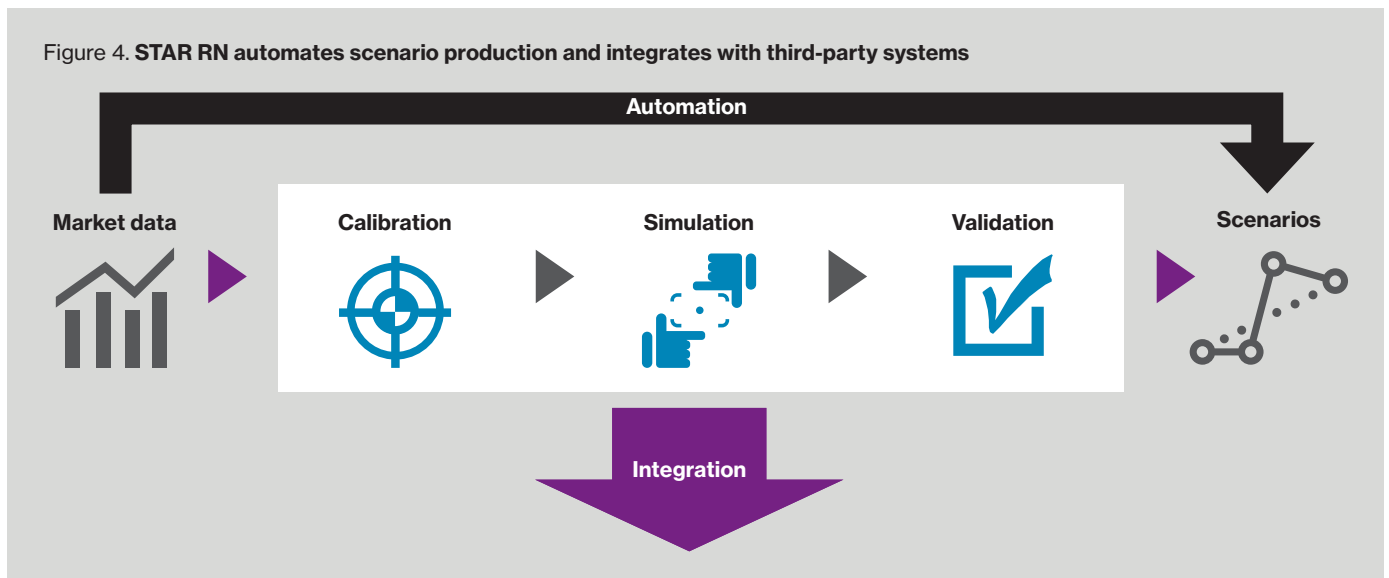 Figure 4. STAR RN automates scenario production and integrates with third-party systems
Automation
Market data
Calibration
Simulation
Validation
Scenarios
Integration